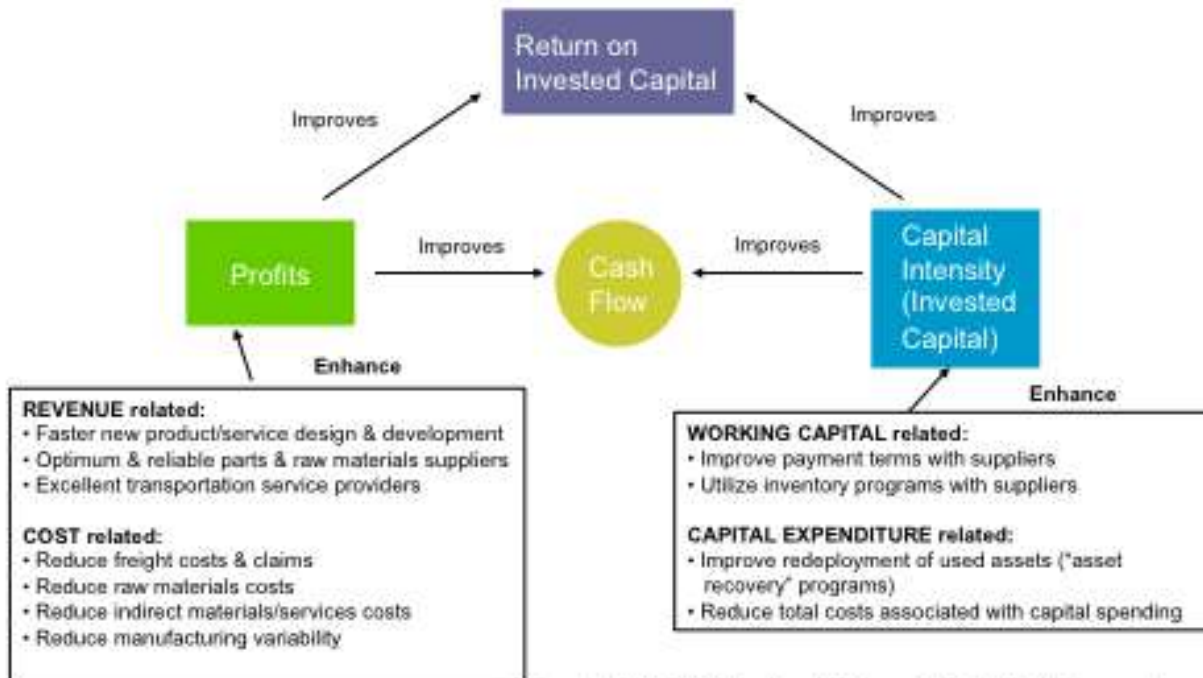 Return on
Invested Capital
Improves
Improves
Profits
Improves
Cash
Flow
Improves
Capital
Intensity
(Invested
Capital)
Enhance
Enhance
REVENUE related:
• Faster new product/service design & development
• Optimum & reliable parts & raw materials suppliers
• Excellent transportation service providers
COST related:
• Reduce freight costs & claims
• Reduce raw materials costs
• Reduce indirect materials/services costs
• Reduce manufacturing variability
WORKING CAPITAL related:
• Improve payment terms with suppliers
• Utilize inventory programs with suppliers
CAPITAL EXPENDITURE related:
• Improve redeployment of used assets ("asset
recovery" programs)
• Reduce total costs associated with capital spending